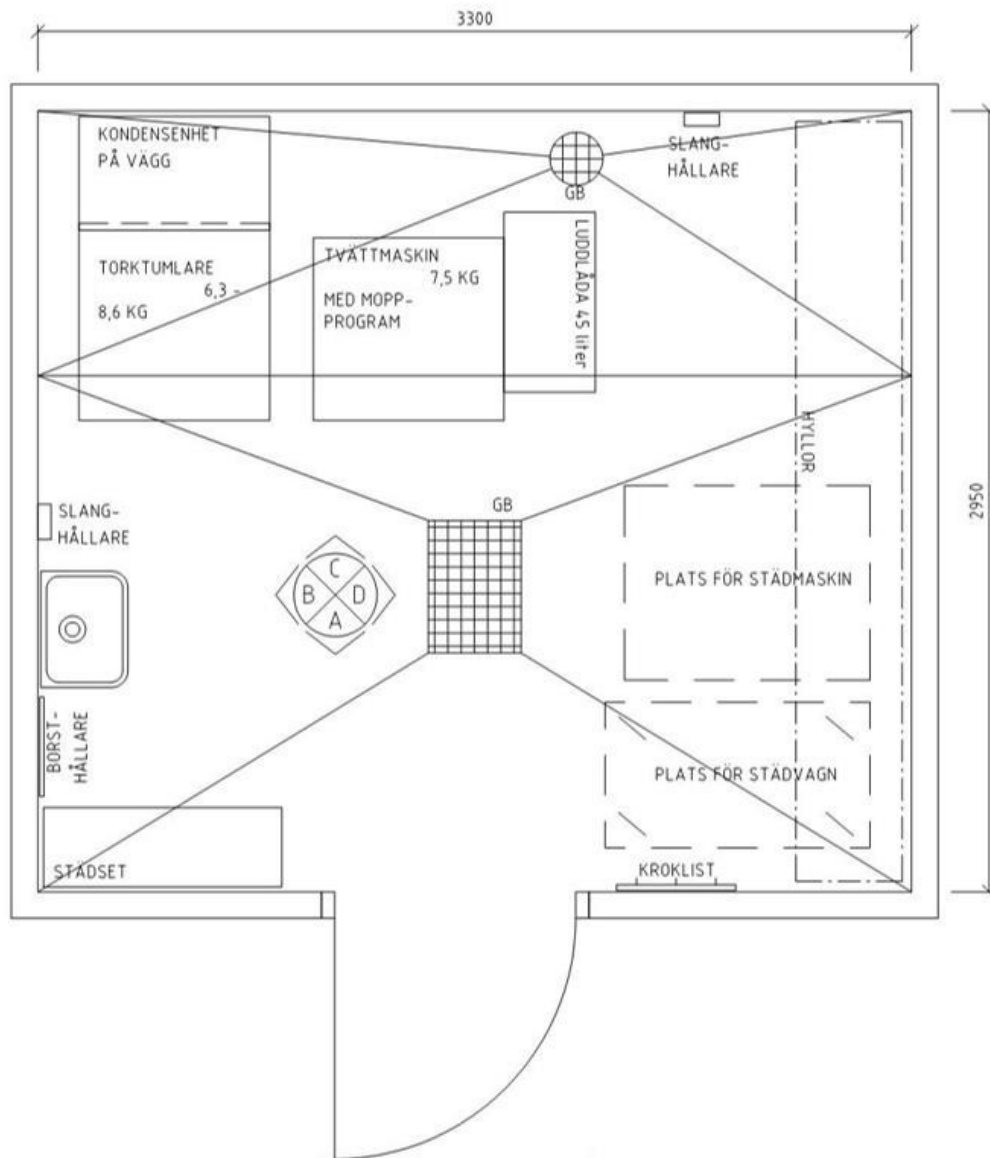 3300
KONDENSENHET
PÅ VÄGG
SLANG-
HÅLLARE
GB
TORKTUMLARE
6,3 -
8,6 KG
TVÄTTMASKIN
7,5 KG
MED MOPP-
PROGRAM
LUDDLÅDA 45 liter
HYLLOR
2950
SLANG-
HÅLLARE
GB
C
B D
A
PLATS FÖR STÄDMASKIN
BORST-
HÅLLARE
PLATS FÖR STÄDVAGN
STÄDSET
KROKLIST